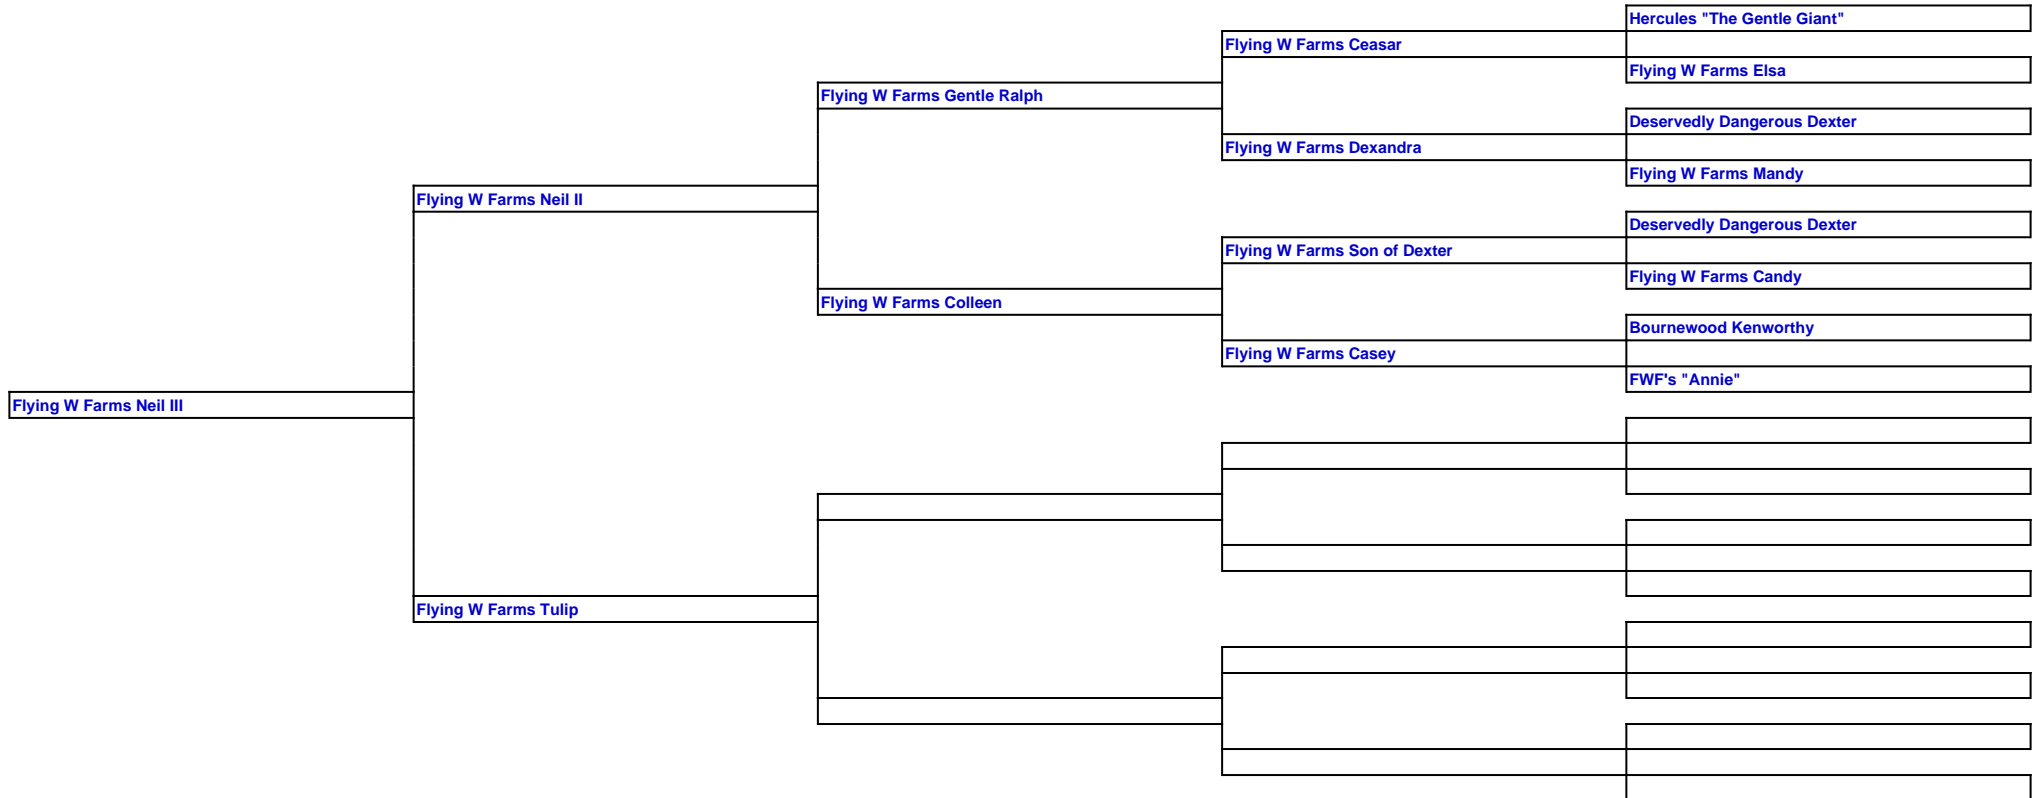 Hercules "The Gentle Giant"
Flying W Farms Ceasar
Flying W Farms Elsa
Flying W Farms Gentle Ralph
Deservedly Dangerous Dexter
Flying W Farms Dexandra
Flying W Farms Mandy
Flying W Farms Neil II
Deservedly Dangerous Dexter
Flying W Farms Son of Dexter
Flying W Farms Candy
Flying W Farms Colleen
Bournewood Kenworthy
Flying W Farms Casey
FWF's "Annie"
Flying W Farms Neil III
Flying W Farms Tulip